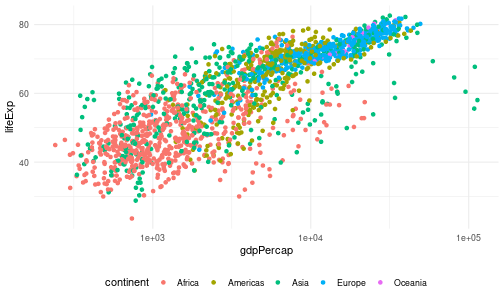 80
60
40
lifeExp
1e+03 1e+04 1e+05
gdpPercap
continent Africa Americas Asia Europe Oceania